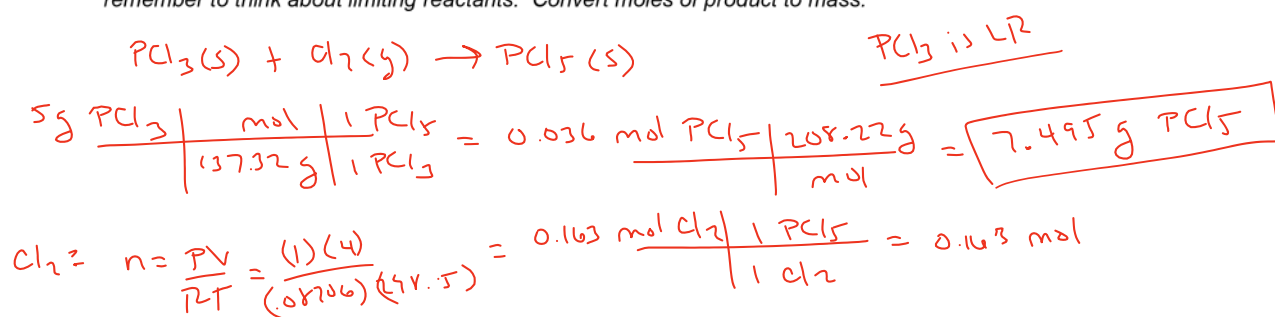 remember to think about limiting reactants. Convert moles of product to mass.
PCl3(s) + Cl2(g) → PCl5(s)
PCl3 is LR
5g PCl3 | mol | 1 PCl5 = 0.036 mol PCl5 | 208.22g = 7.495 g PCl5
137.32g | 1 PCl3 | mol
Cl2 = n = PV = (1)(4) = 0.163 mol Cl2 | 1 PCl5 = 0.163 mol
RT (.08206) (298.5) | 1 Cl2